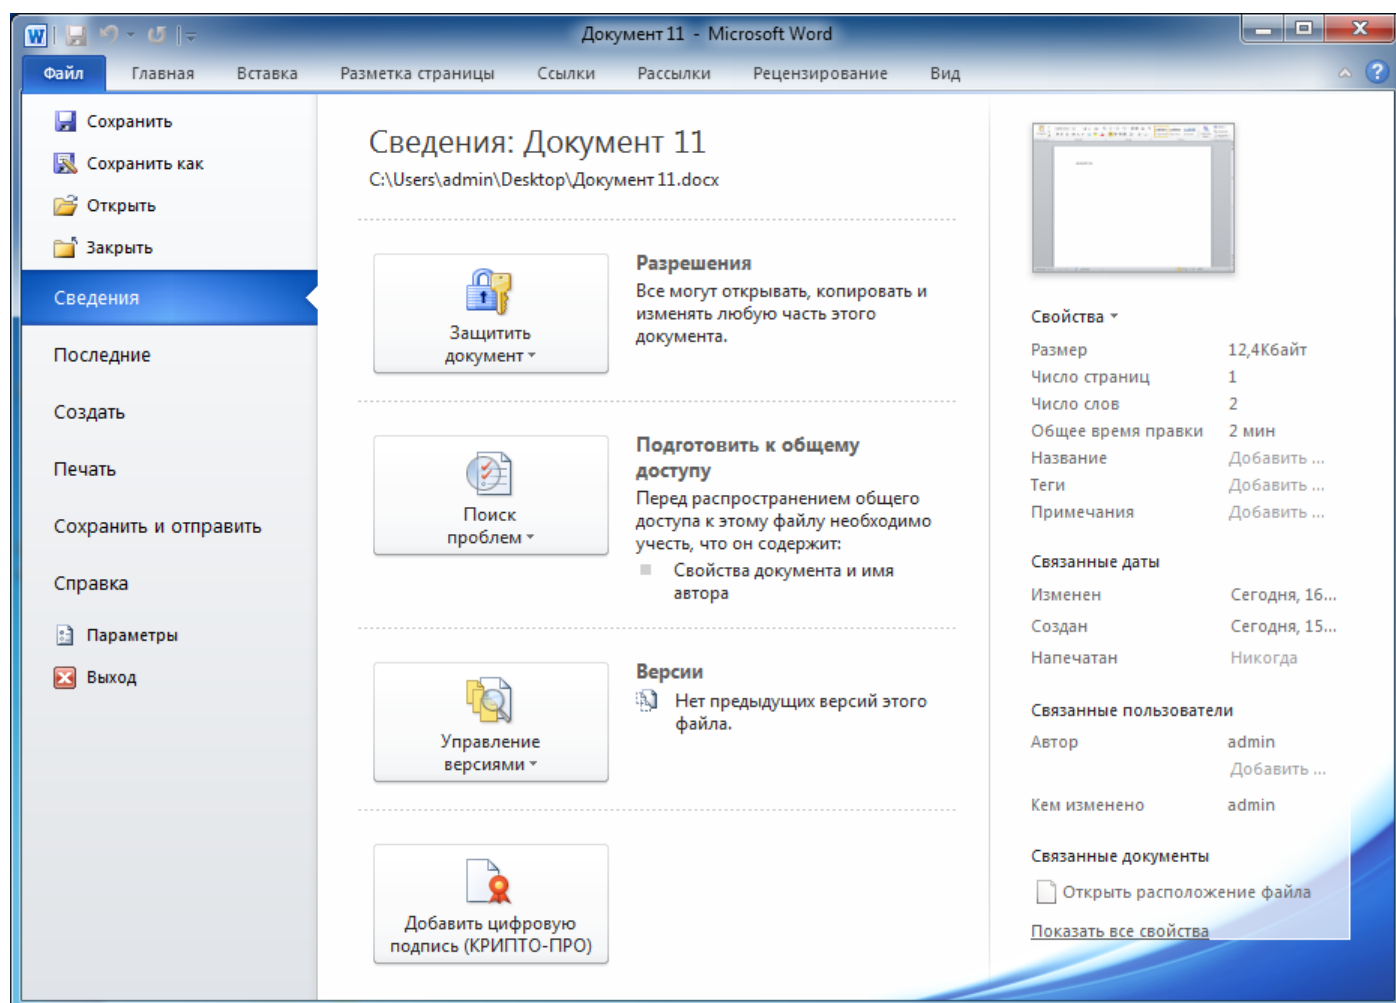 Документ 11 - Microsoft Word
Файл Главная Вставка Разметка страницы Ссылки Рассылки Рецензирование Вид
Сохранить
Сохранить как
Открыть
Закрыть
Сведения
Последние
Создать
Печать
Сохранить и отправить
Справка
Параметры
Выход
Сведения: Документ 11
C:\Users\admin\Desktop\Документ 11.docx
Защитить
документ
Разрешения
Все могут открывать, копировать и
изменять любую часть этого
документа.
Поиск
проблем
Подготовить к общему
доступу
Перед распространением общего
доступа к этому файлу необходимо
учесть, что он содержит:
Свойства документа и имя
автора
Управление
версиями
Версии
Нет предыдущих версий этого
файла.
Добавить цифровую
подпись (КРИПТО-ПРО)
Свойства
Размер 12,4Кбайт
Число страниц 1
Число слов 2
Общее время правки 2 мин
Название Добавить ...
Теги Добавить ...
Примечания Добавить ...
Связанные даты
Изменен Сегодня, 16...
Создан Сегодня, 15...
Напечатан Никогда
Связанные пользователи
Автор admin
Добавить ...
Кем изменено admin
Связанные документы
Открыть расположение файла
Показать все свойства